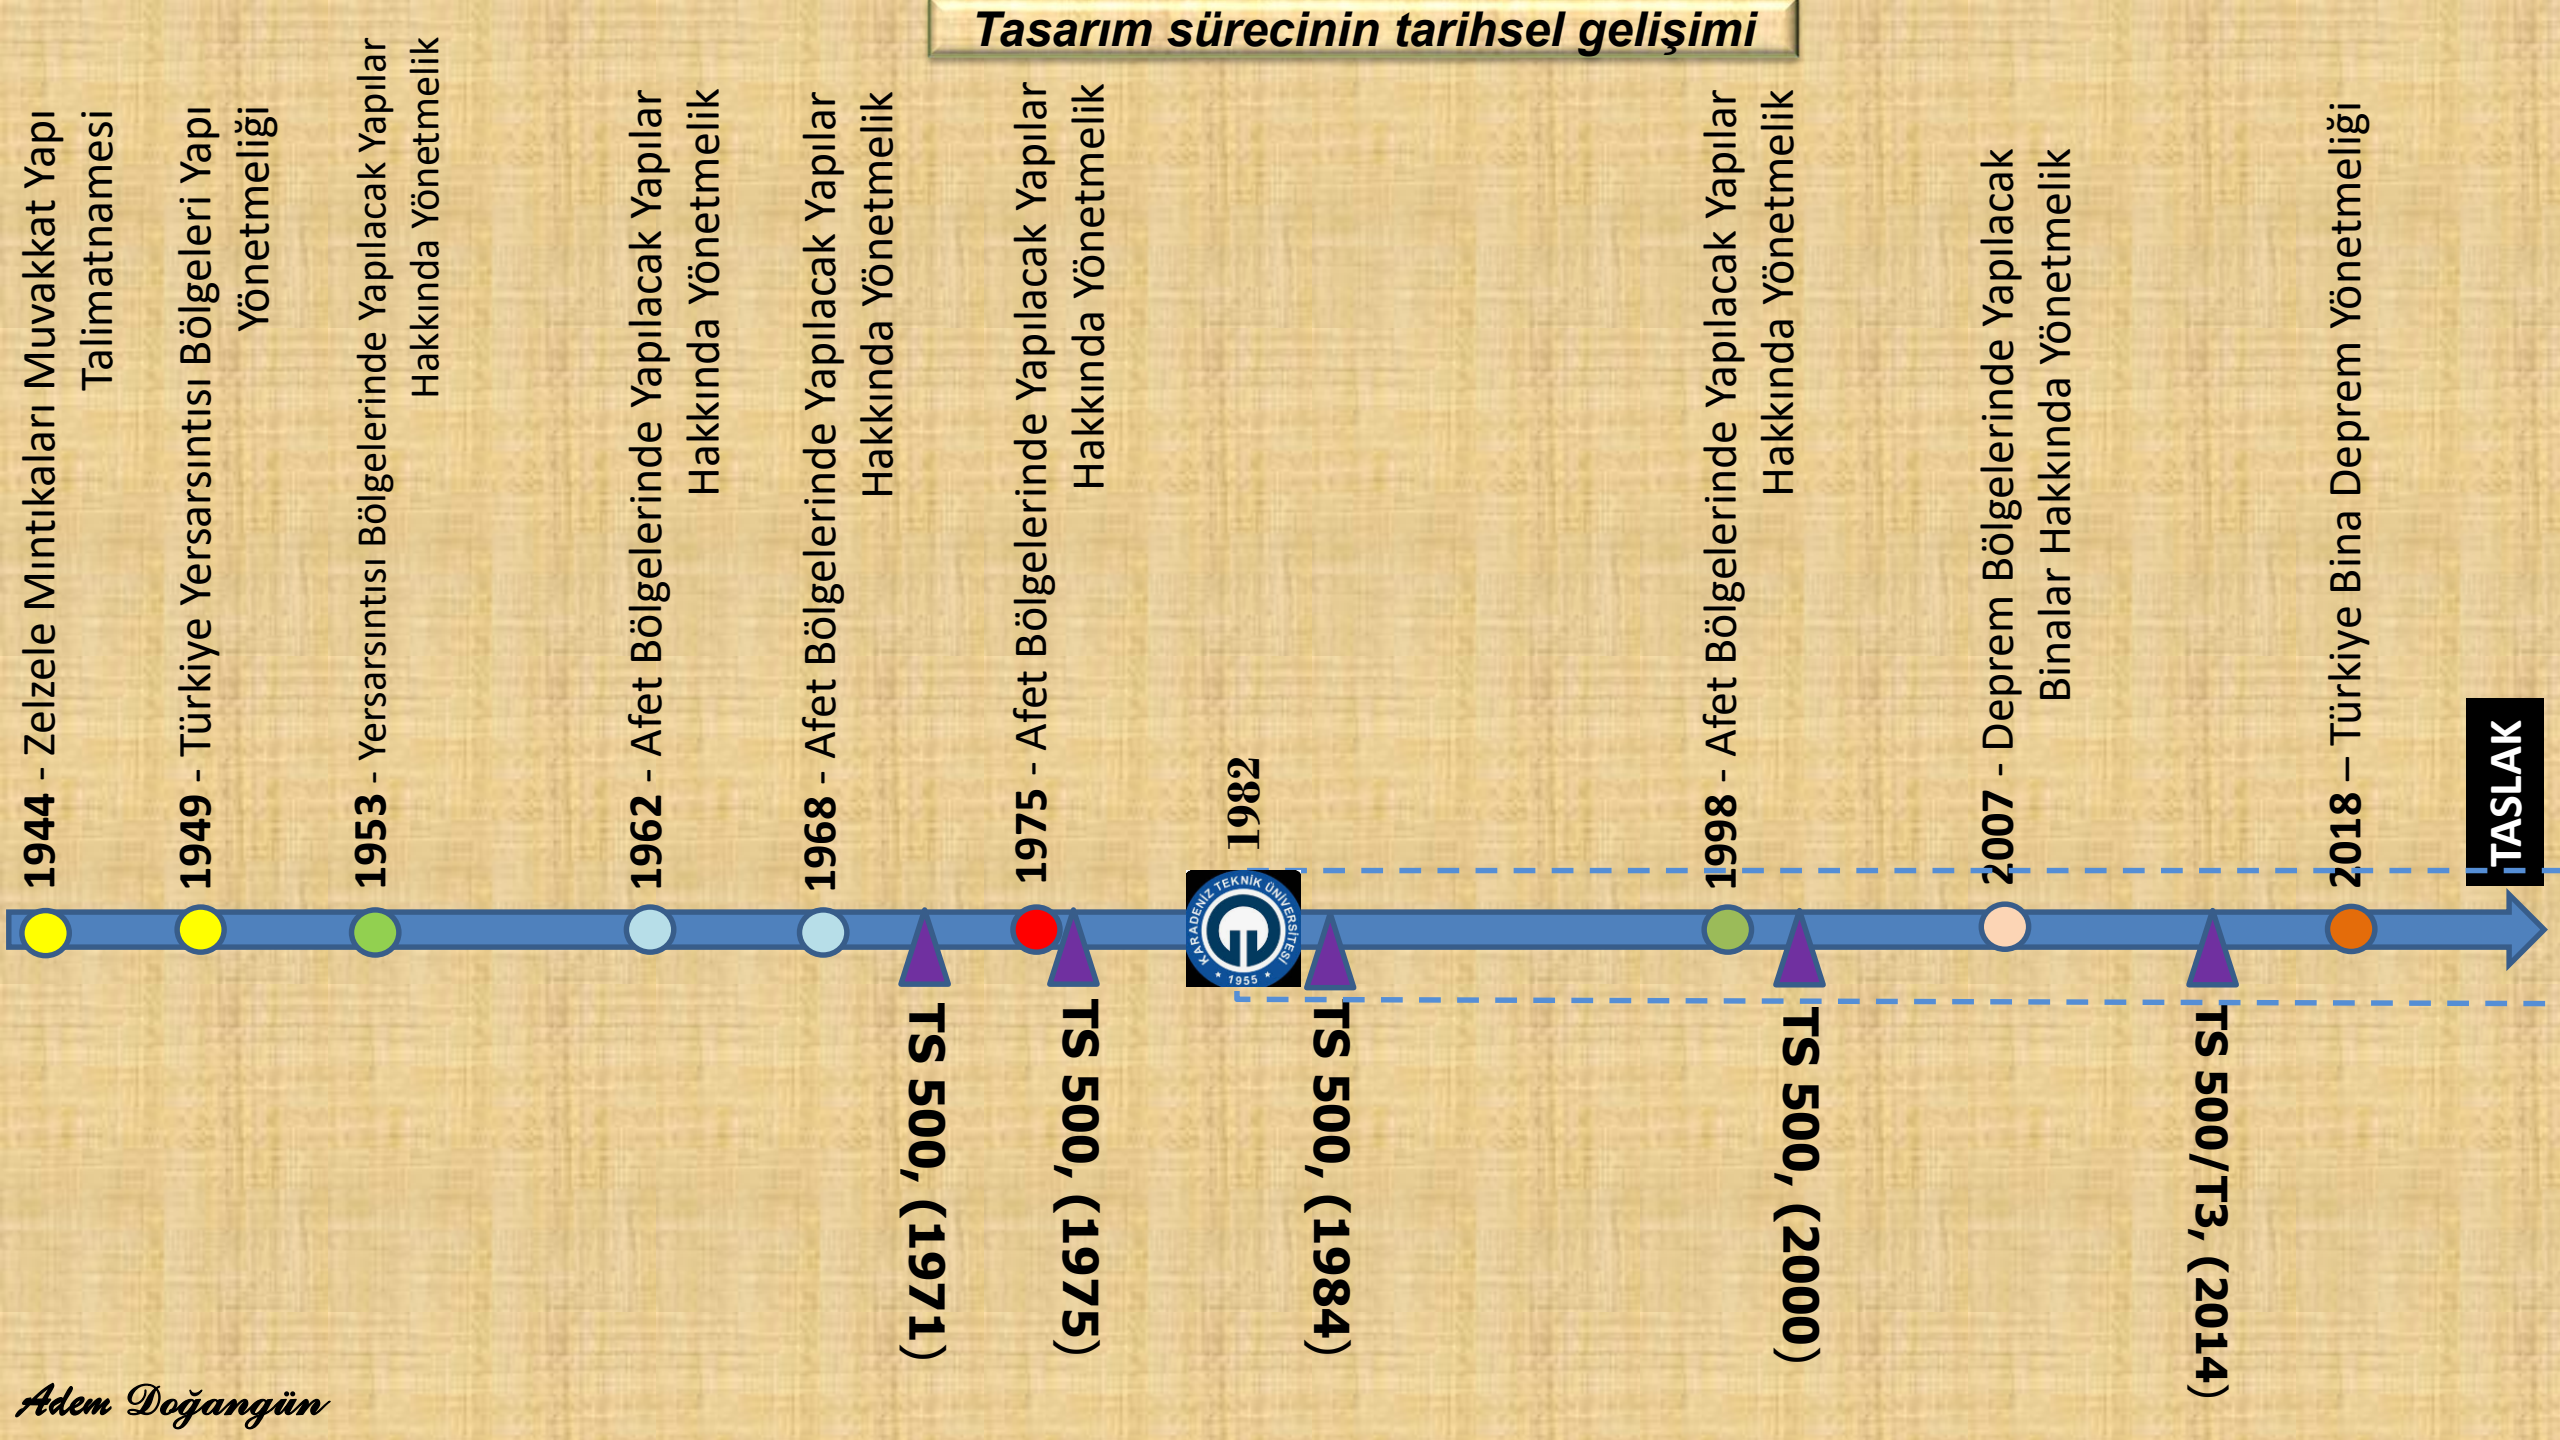 Tasarım sürecinin tarihsel gelişimi
1944 - Zelzele Mıntıkaları Muvakkat Yapı
Talimatnamesi
1949 - Türkiye Yersarsıntısı Bölgeleri Yapı
Yönetmeliği
1953 - Yersarsıntısı Bölgelerinde Yapılacak Yapılar
Hakkında Yönetmelik
1962 - Afet Bölgelerinde Yapılacak Yapılar
Hakkında Yönetmelik
1968 - Afet Bölgelerinde Yapılacak Yapılar
Hakkında Yönetmelik
1975 - Afet Bölgelerinde Yapılacak Yapılar
Hakkında Yönetmelik
1982
1998 - Afet Bölgelerinde Yapılacak Yapılar
Hakkında Yönetmelik
2007 - Deprem Bölgelerinde Yapılacak
Binalar Hakkında Yönetmelik
2018 – Türkiye Bina Deprem Yönetmeliği
TASLAK
KARADENİZ TEKNİK ÜNİVERSİTESİ
1955
TS 500, (1971)
TS 500, (1975)
TS 500, (1984)
TS 500, (2000)
TS 500/T3, (2014)
Adem Doğangün